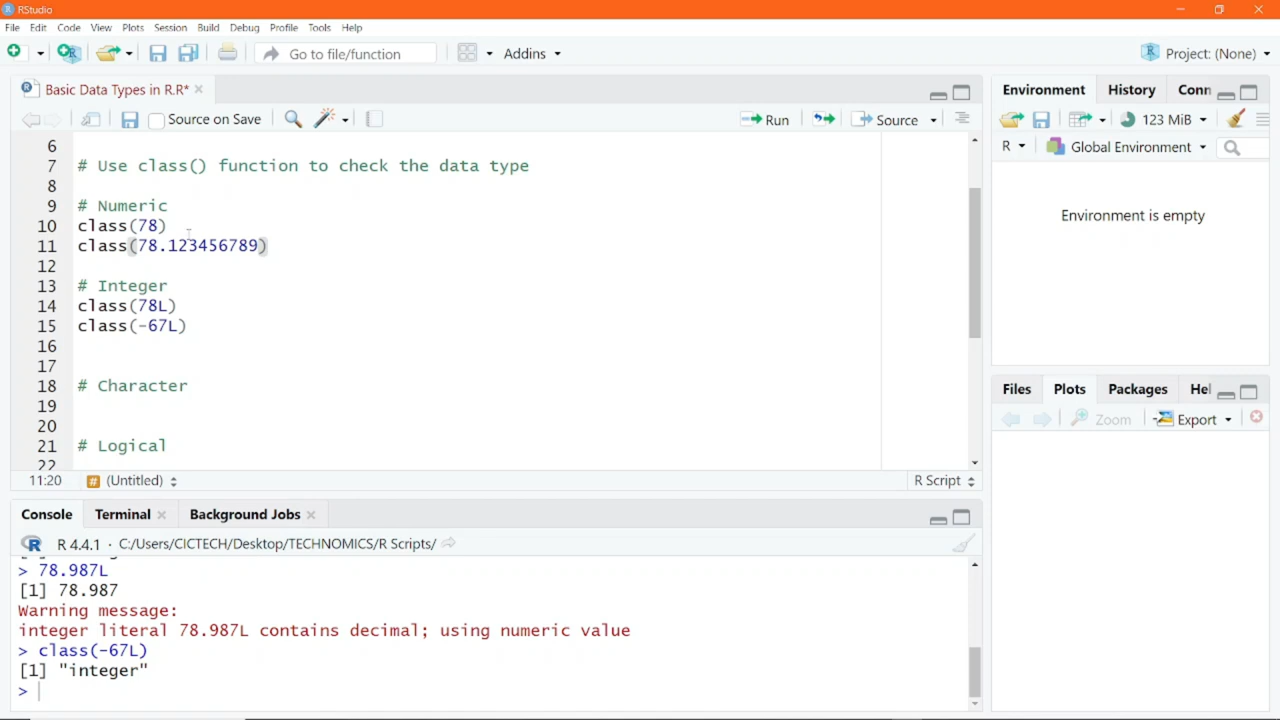 RStudio
File Edit Code View Plots Session Build Debug Profile Tools Help
Go to file/function Addins Project: (None)
Basic Data Types in R.R*
Source on Save Run Source
6
7 # Use class() function to check the data type
8
9 # Numeric
10 class(78)
11 class(78.123456789)
12
13 # Integer
14 class(78L)
15 class(-67L)
16
17
18 # Character
19
20
21 # Logical
22
11:20 # (Untitled) R Script
Console Terminal Background Jobs
R 4.4.1 · C:/Users/CICTECH/Desktop/TECHNOMICS/R Scripts/
> 78.987L
[1] 78.987
Warning message:
integer literal 78.987L contains decimal; using numeric value
> class(-67L)
[1] "integer"
>
Environment History Conn
123 MiB
R Global Environment
Environment is empty
Files Plots Packages Hel
Zoom Export